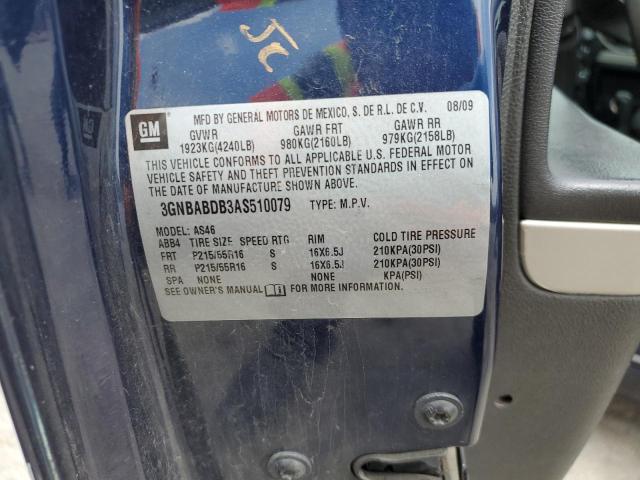 JC
GM
MFD BY GENERAL MOTORS DE MEXICO, S. DE R.L. DE C.V. 08/09
GVWR GAWR FRT GAWR RR
1923KG(4240LB) 980KG(2160LB) 979KG(2158LB)
THIS VEHICLE CONFORMS TO ALL APPLICABLE U.S. FEDERAL MOTOR
VEHICLE SAFETY AND THEFT PREVENTION STANDARDS IN EFFECT ON
THE DATE OF MANUFACTURE SHOWN ABOVE.
3GNBABDB3AS510079 TYPE: M.P.V.
MODEL: AS46
ABB4 TIRE SIZE SPEED RTG RIM COLD TIRE PRESSURE
FRT P215/55R16 S 16X6.5J 210KPA(30PSI)
RR P215/55R16 S 16X6.5J 210KPA(30PSI)
SPA NONE NONE KPA(PSI)
SEE OWNER'S MANUAL FOR MORE INFORMATION.